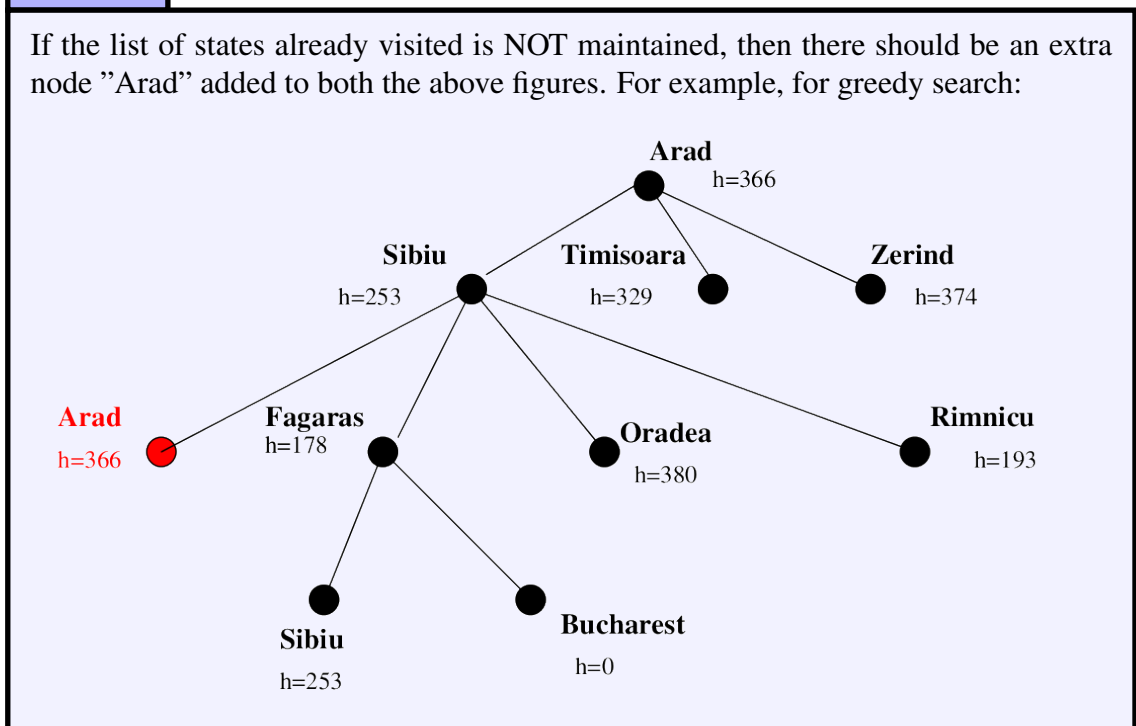 If the list of states already visited is NOT maintained, then there should be an extra
node ”Arad” added to both the above figures. For example, for greedy search:
Arad
h=366
Sibiu
h=253
Timisoara
h=329
Zerind
h=374
Arad
h=366
Fagaras
h=178
Oradea
h=380
Rimnicu
h=193
Sibiu
h=253
Bucharest
h=0